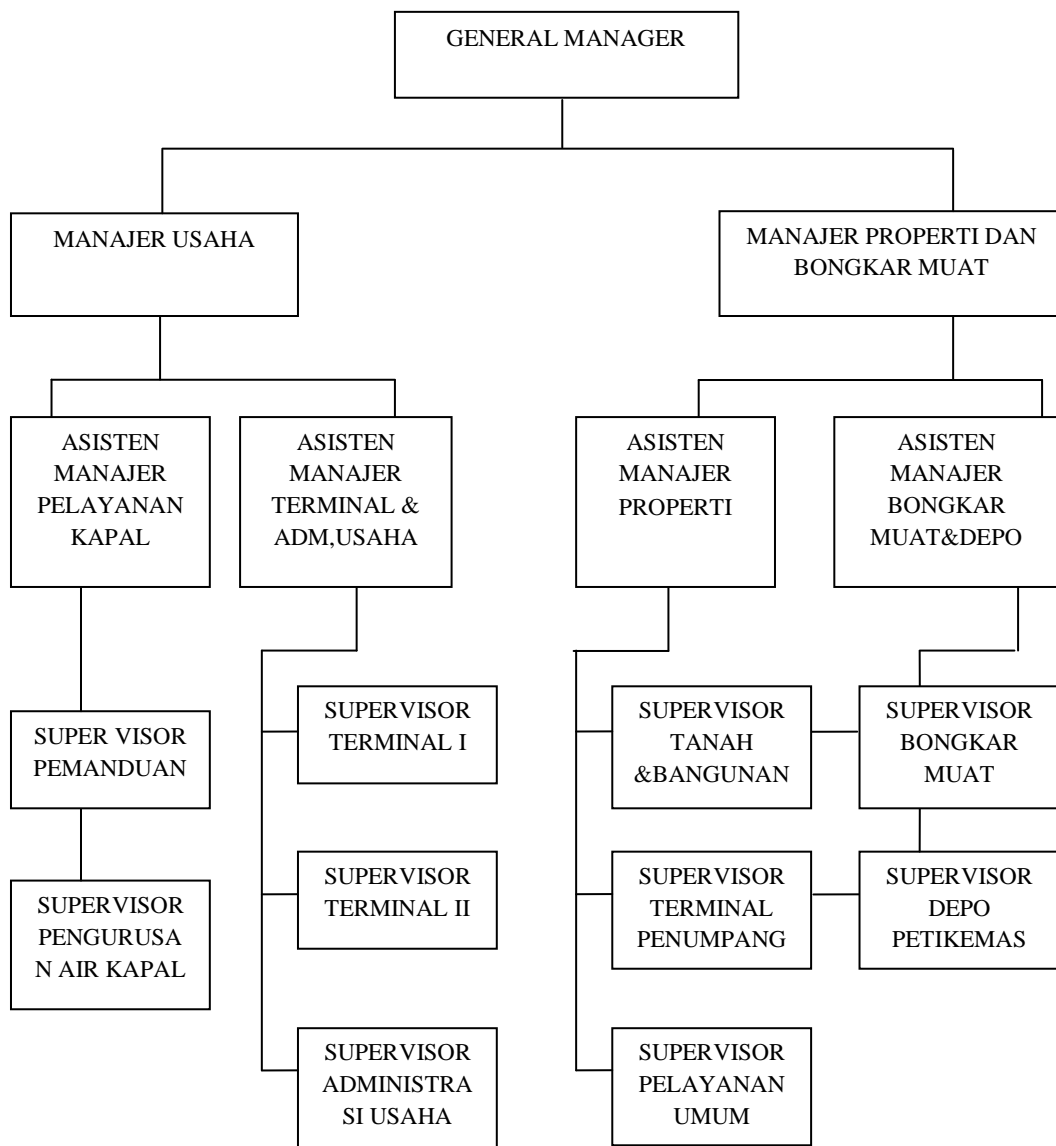 GENERAL MANAGER
MANAJER USAHA
MANAJER PROPERTI DAN
BONGKAR MUAT
ASISTEN
MANAJER
PELAYANAN
KAPAL
ASISTEN
MANAJER
TERMINAL &
ADM,USAHA
ASISTEN
MANAJER
PROPERTI
ASISTEN
MANAJER
BONGKAR
MUAT&DEPO
SUPER VISOR
PEMANDUAN
SUPERVISOR
TERMINAL I
SUPERVISOR
TANAH
&BANGUNAN
SUPERVISOR
BONGKAR
MUAT
SUPERVISOR
PENGURUSA
N AIR KAPAL
SUPERVISOR
TERMINAL II
SUPERVISOR
TERMINAL
PENUMPANG
SUPERVISOR
DEPO
PETIKEMAS
SUPERVISOR
ADMINISTRA
SI USAHA
SUPERVISOR
PELAYANAN
UMUM